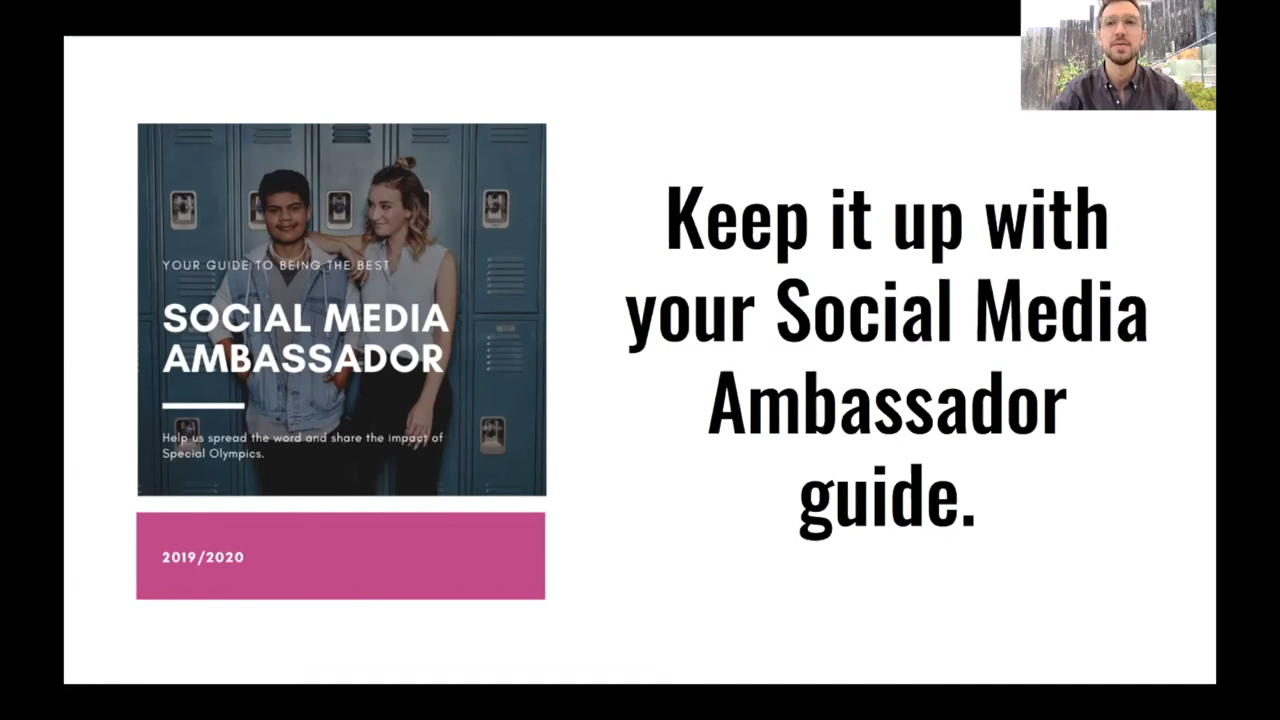 YOUR GUIDE TO BEING THE BEST
SOCIAL MEDIA
AMBASSADOR
Help us spread the word and share the impact of
Special Olympics.
2019/2020
Keep it up with
your Social Media
Ambassador
guide.